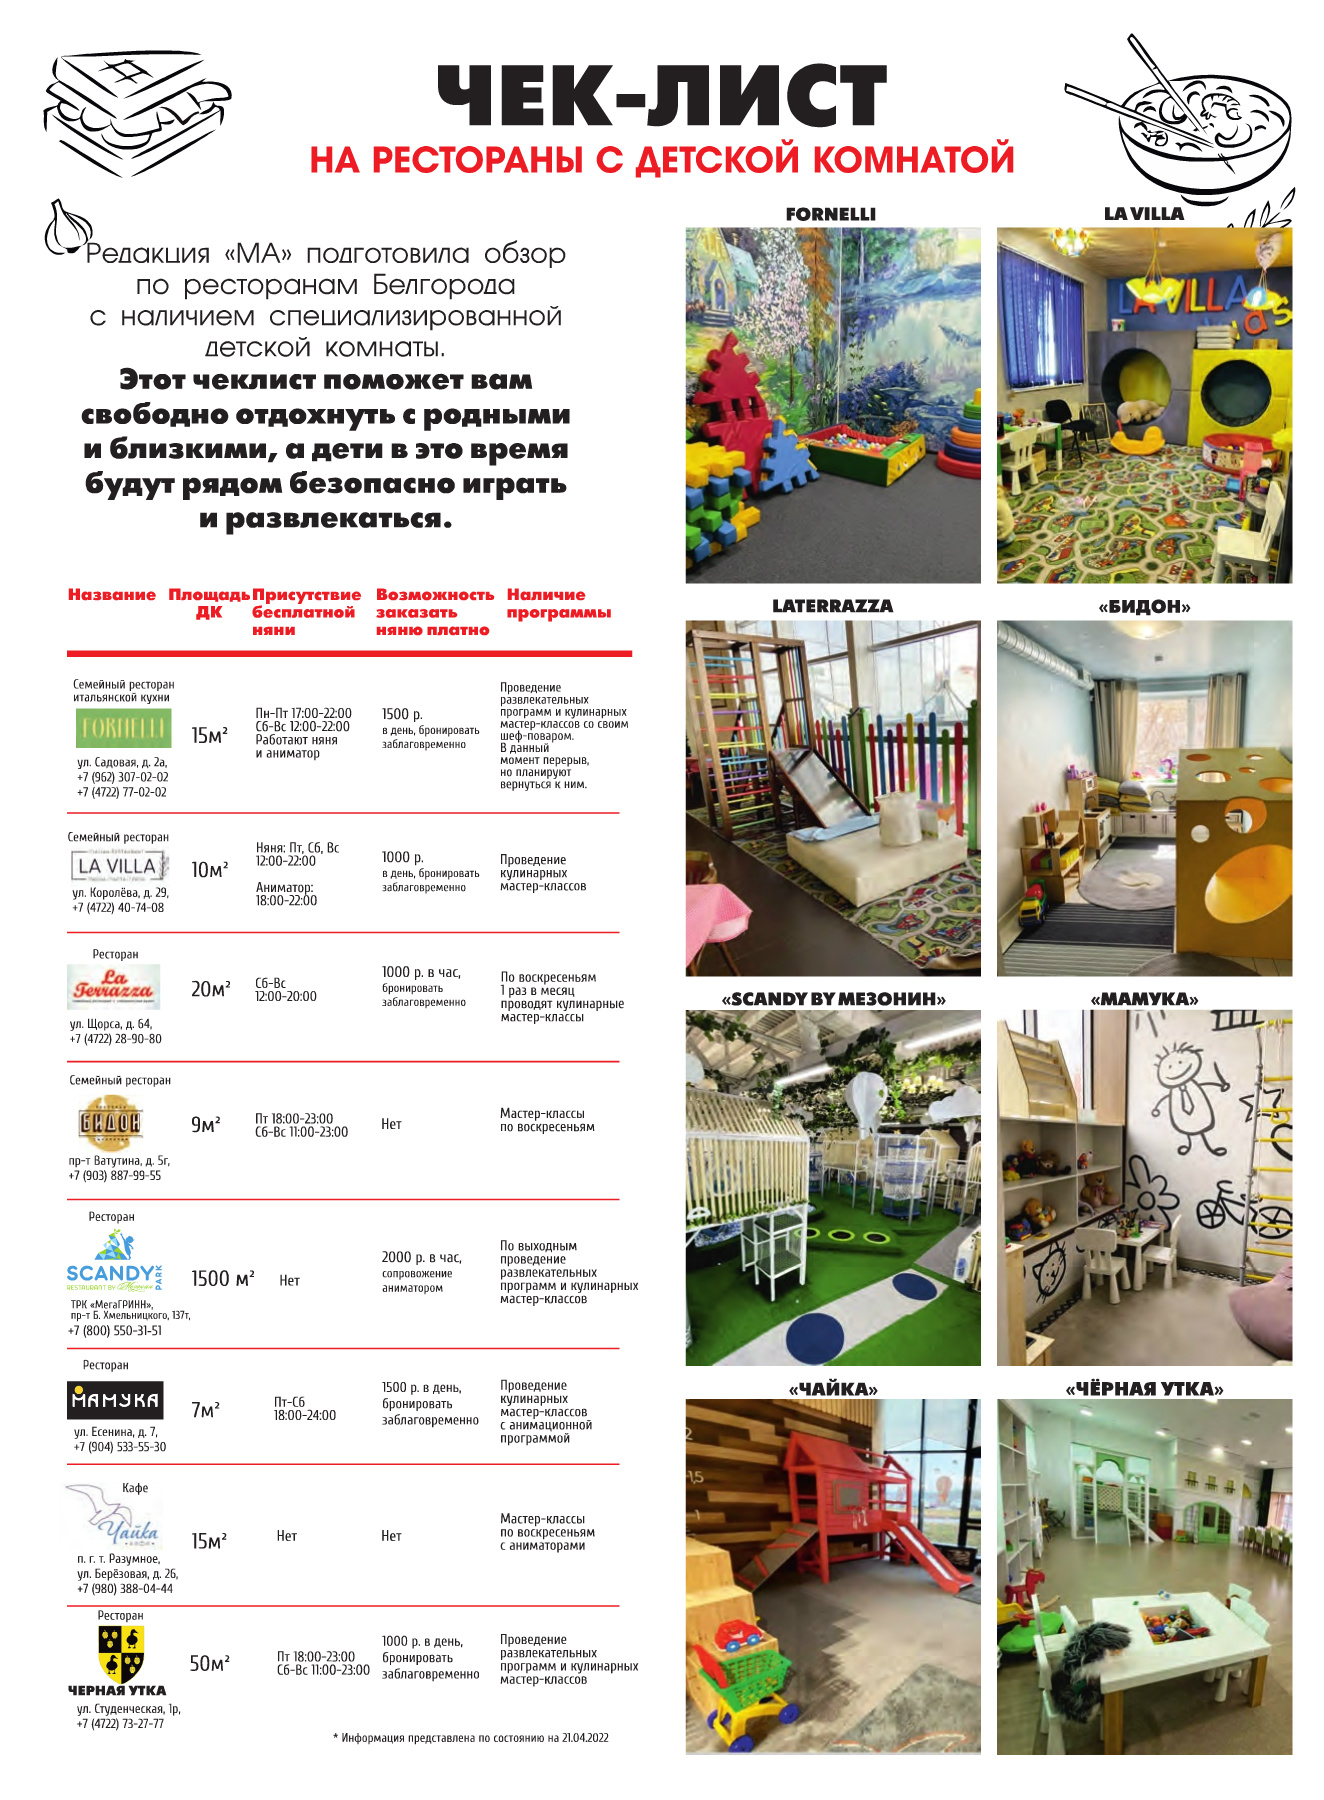 ЧЕК-ЛИСТ
НА РЕСТОРАНЫ С ДЕТСКОЙ КОМНАТОЙ
Редакция «МА» подготовила обзор
по ресторанам Белгорода
с наличием специализированной
детской комнаты.
Этот чеклист поможет вам
свободно отдохнуть с родными
и близкими, а дети в это время
будут рядом безопасно играть
и развлекаться.
Название
Площадь
ДК
Присутствие
бесплатной
няни
Возможность
заказать
няню платно
Наличие
программы
Семейный ресторан
итальянской кухни
FORNELLI
ул. Садовая, д. 2а,
+7 (962) 307-02-02
+7 (4722) 77-02-02
15м²
Пн-Пт 17:00-22:00
Сб-Вс 12:00-22:00
Работают няня
и аниматор
1500 р.
в день, бронировать
заблаговременно
Проведение
развлекательных
программ и кулинарных
мастер-классов со своим
шеф-поваром.
В данный
момент перерыв,
но планируют
вернуться к ним.
Семейный ресторан
LA VILLA
ул. Королёва, д. 29,
+7 (4722) 40-74-08
10м²
Няня: Пт, Сб, Вс
12:00-22:00
Аниматор:
18:00-22:00
1000 р.
в день, бронировать
заблаговременно
Проведение
кулинарных
мастер-классов
Ресторан
La
Terrazza
ул. Щорса, д. 64,
+7 (4722) 28-90-80
20м²
Сб-Вс
12:00-20:00
1000 р. в час,
бронировать
заблаговременно
По воскресеньям
1 раз в месяц
проводят кулинарные
мастер-классы
Семейный ресторан
БИДОН
пр-т Ватутина, д. 5г,
+7 (903) 887-99-55
9м²
Пт 18:00-23:00
Сб-Вс 11:00-23:00
Нет
Мастер-классы
по воскресеньям
Ресторан
SCANDY PARK
RESTAURANT BY
ТРК «МегаГРИНН»,
пр-т Б. Хмельницкого, 137т,
+7 (800) 550-31-51
1500 м²
Нет
2000 р. в час,
сопровожение
аниматором
По выходным
проведение
развлекательных
программ и кулинарных
мастер-классов
Ресторан
МАМУКА
ул. Есенина, д. 7,
+7 (904) 533-55-30
7м²
Пт-Сб
18:00-24:00
1500 р. в день,
бронировать
заблаговременно
Проведение
кулинарных
мастер-классов
с анимационной
программой
Кафе
Чайка
п. г. т. Разумное,
ул. Берёзовая, д. 26,
+7 (980) 388-04-44
15м²
Нет
Нет
Мастер-классы
по воскресеньям
с аниматорами
Ресторан
ЧЕРНАЯ УТКА
ул. Студенческая, 1р,
+7 (4722) 73-27-77
50м²
Пт 18:00-23:00
Сб-Вс 11:00-23:00
1000 р. в день,
бронировать
заблаговременно
Проведение
развлекательных
программ и кулинарных
мастер-классов
* Информация представлена по состоянию на 21.04.2022
FORNELLI
LA VILLA
LA VILLA
LATERRAZZA
«БИДОН»
«SCANDY BY МЕЗОНИН»
«МАМУКА»
«ЧАЙКА»
«ЧЁРНАЯ УТКА»